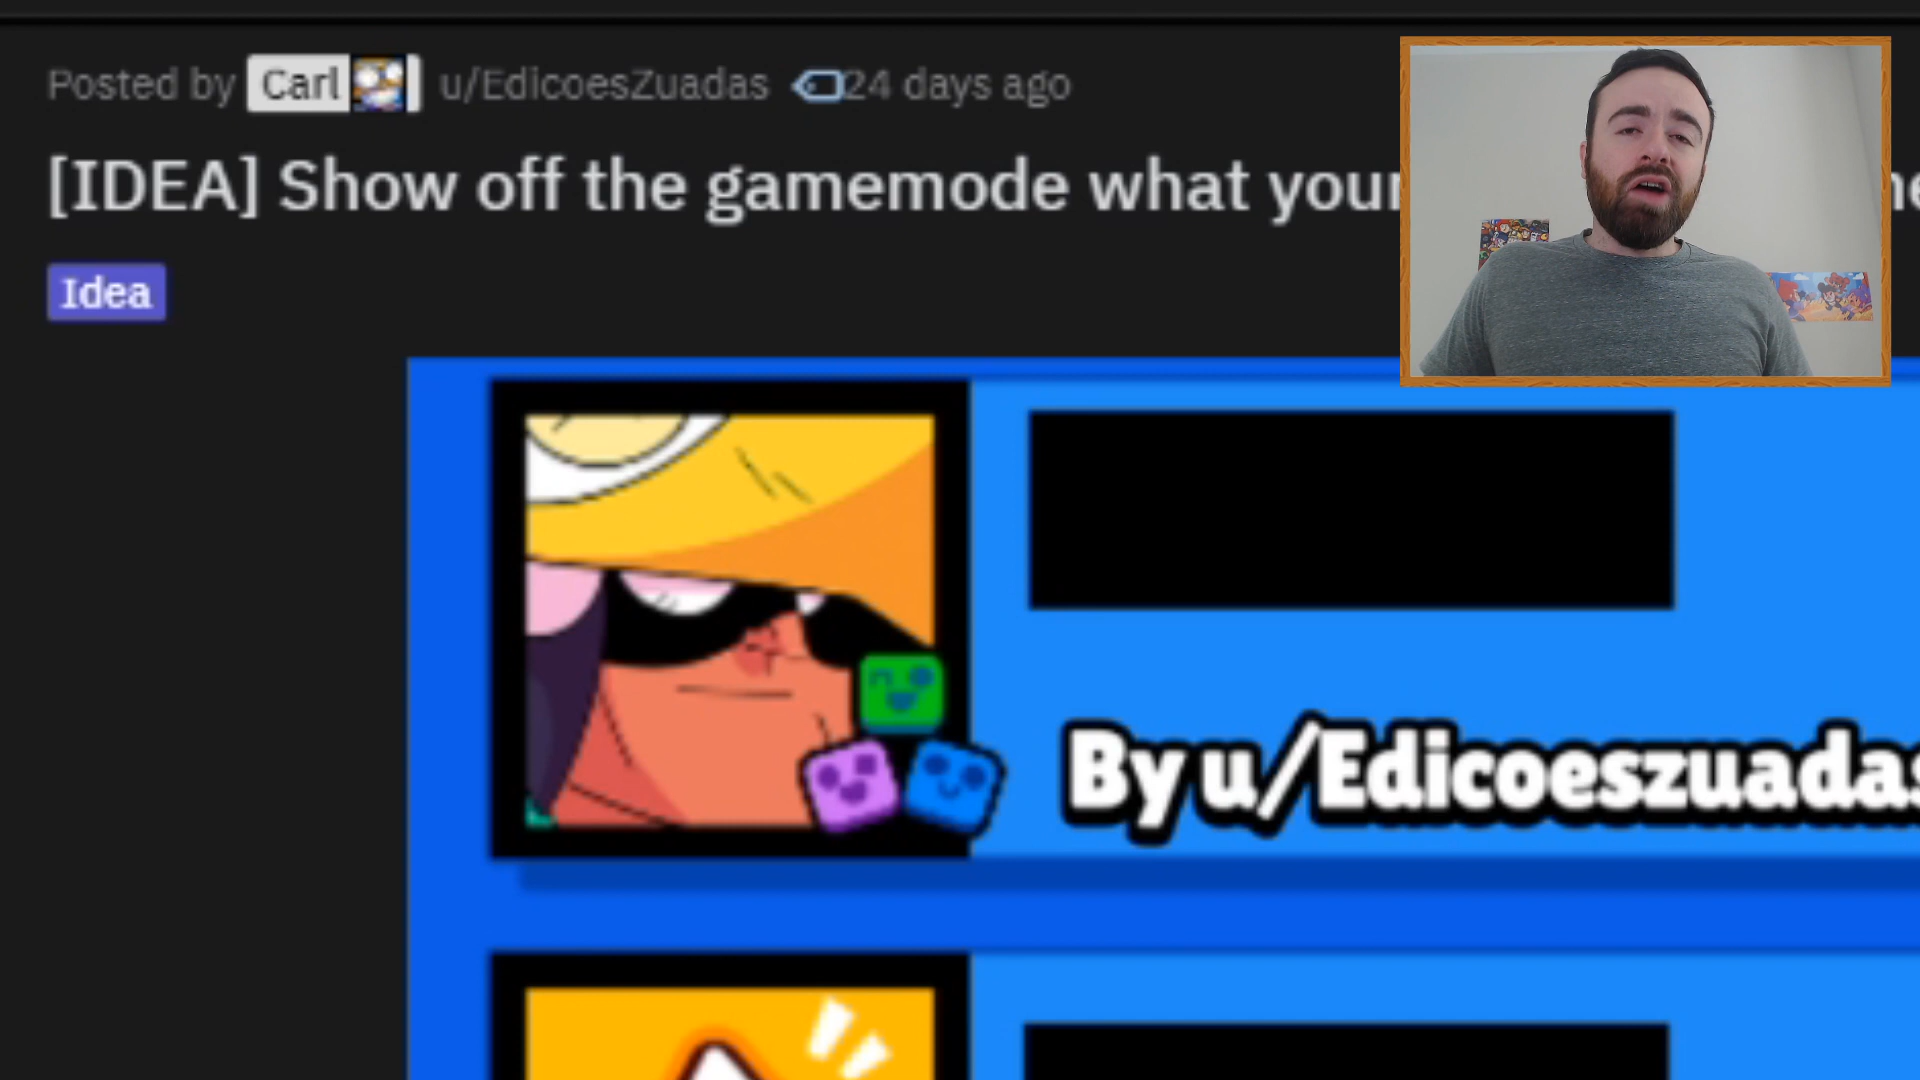 Posted by Carl u/EdicoesZuadas 24 days ago
[IDEA] Show off the gamemode what your
Idea
By u/Edicoeszuadas